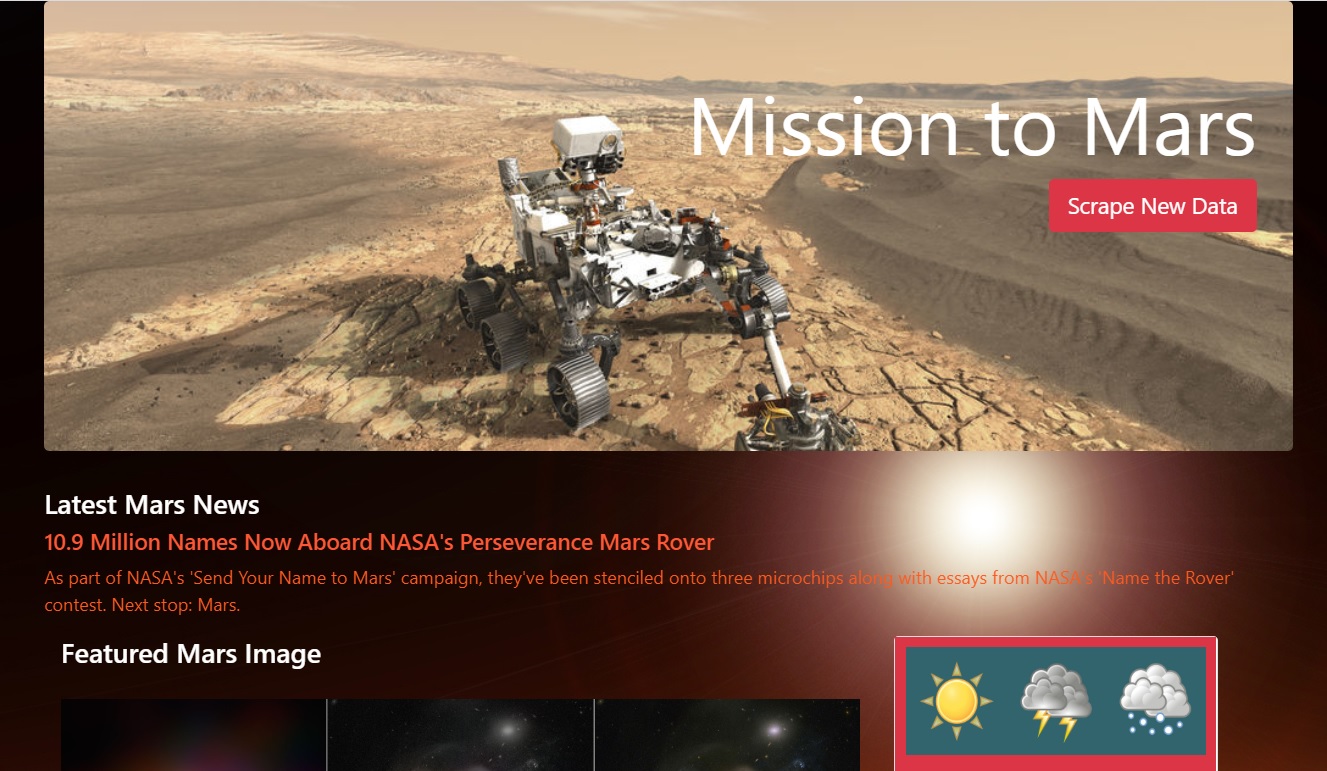 Mission to Mars
Scrape New Data
Latest Mars News
10.9 Million Names Now Aboard NASA's Perseverance Mars Rover
As part of NASA's 'Send Your Name to Mars' campaign, they've been stenciled onto three microchips along with essays from NASA's 'Name the Rover'
contest. Next stop: Mars.
Featured Mars Image